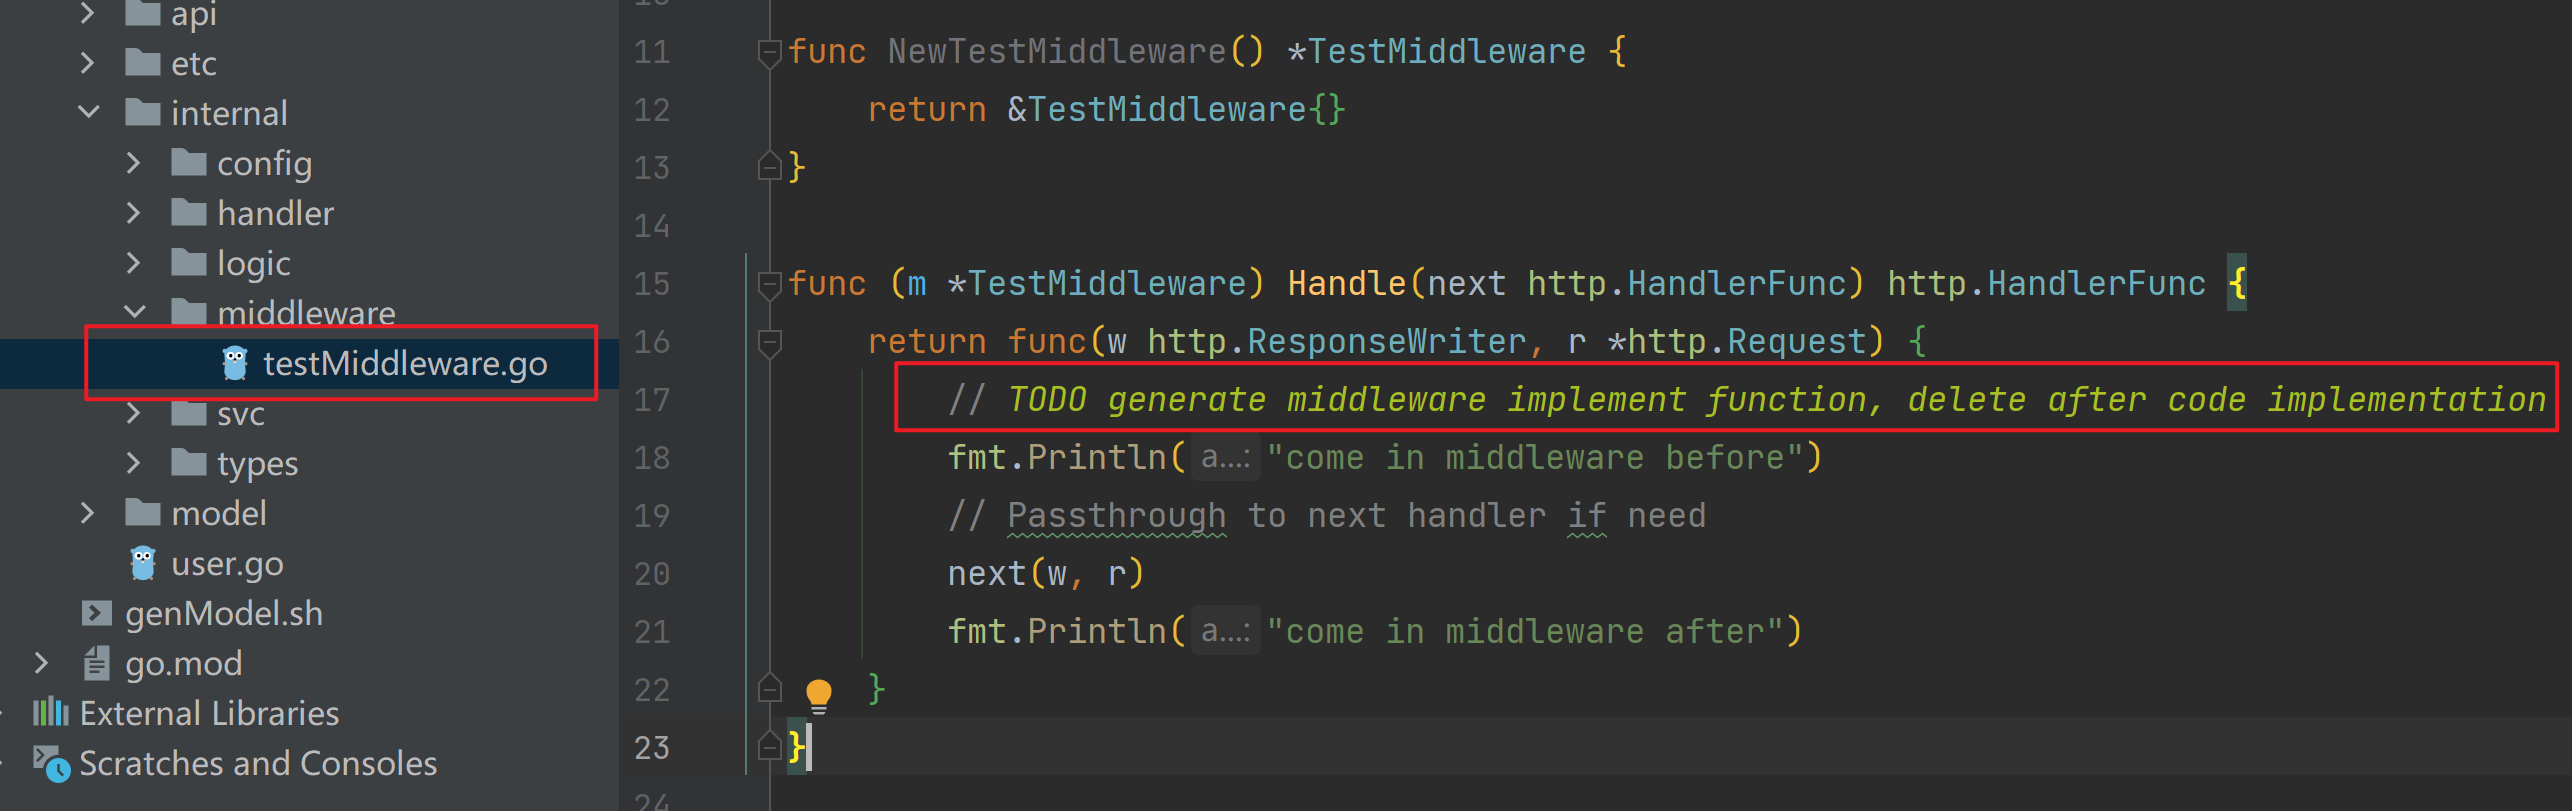 api
etc
internal
config
handler
logic
middleware
testMiddleware.go
svc
types
model
user.go
genModel.sh
go.mod
External Libraries
Scratches and Consoles
11 func NewTestMiddleware() *TestMiddleware {
12 return &TestMiddleware{}
13 }
14
15 func (m *TestMiddleware) Handle(next http.HandlerFunc) http.HandlerFunc {
16 return func(w http.ResponseWriter, r *http.Request) {
17 // TODO generate middleware implement function, delete after code implementation
18 fmt.Println( a...: "come in middleware before")
19 // Passthrough to next handler if need
20 next(w, r)
21 fmt.Println( a...: "come in middleware after")
22 }
23 }
24